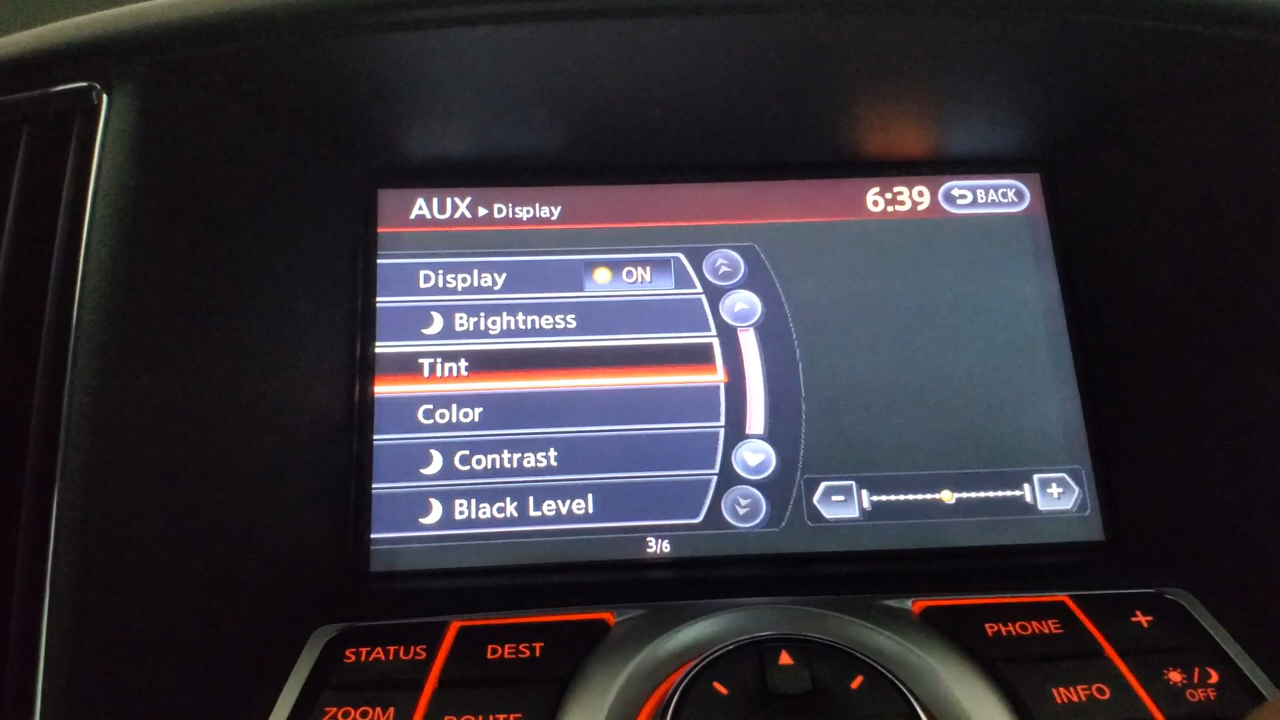 AUX ▸ Display
6:39
BACK
Display
ON
Brightness
Tint
Color
Contrast
Black Level
- +
3/6
STATUS
DEST
PHONE
+
ZOOM
ROUTE
INFO
/ OFF